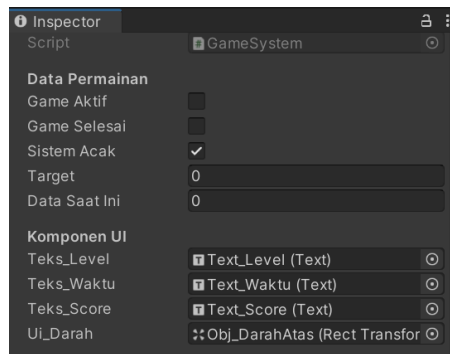 Inspector
Script GameSystem
Data Permainan
Game Aktif
Game Selesai
Sistem Acak
Target 0
Data Saat Ini 0
Komponen UI
Teks_Level Text_Level (Text)
Teks_Waktu Text_Waktu (Text)
Teks_Score Text_Score (Text)
Ui_Darah Obj_DarahAtas (Rect Transfor